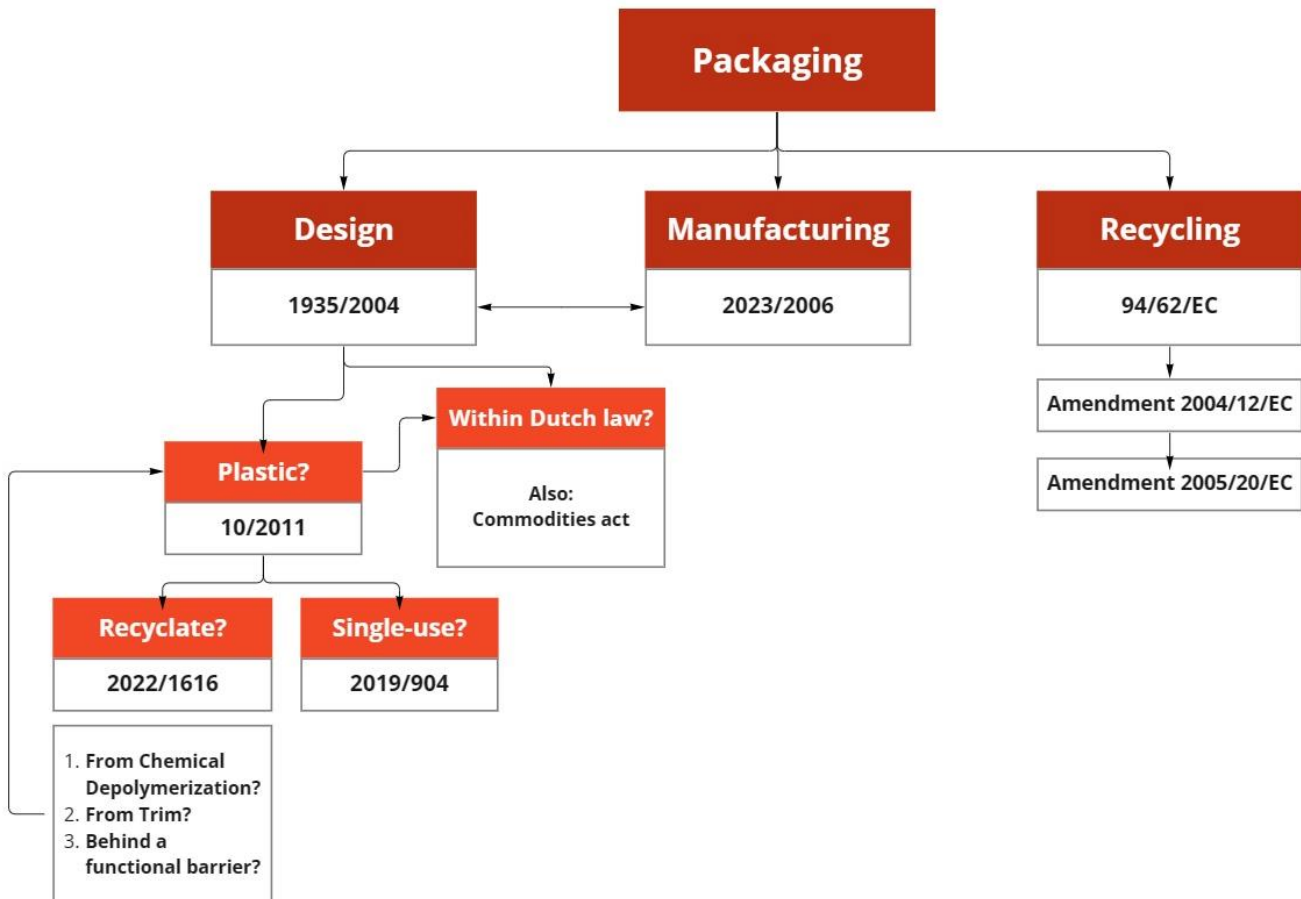 Packaging
Design
1935/2004
Manufacturing
2023/2006
Recycling
94/62/EC
Amendment 2004/12/EC
Amendment 2005/20/EC
Within Dutch law?
Also:
Commodities act
Plastic?
10/2011
Recyclate?
2022/1616
Single-use?
2019/904
1. From Chemical
Depolymerization?
2. From Trim?
3. Behind a
functional barrier?